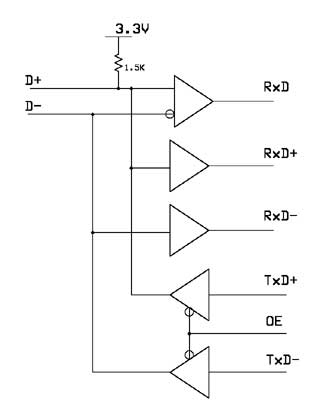 3.3V
1.5K
D+
RxD
D-
RxD+
RxD-
TxD+
OE
TxD-